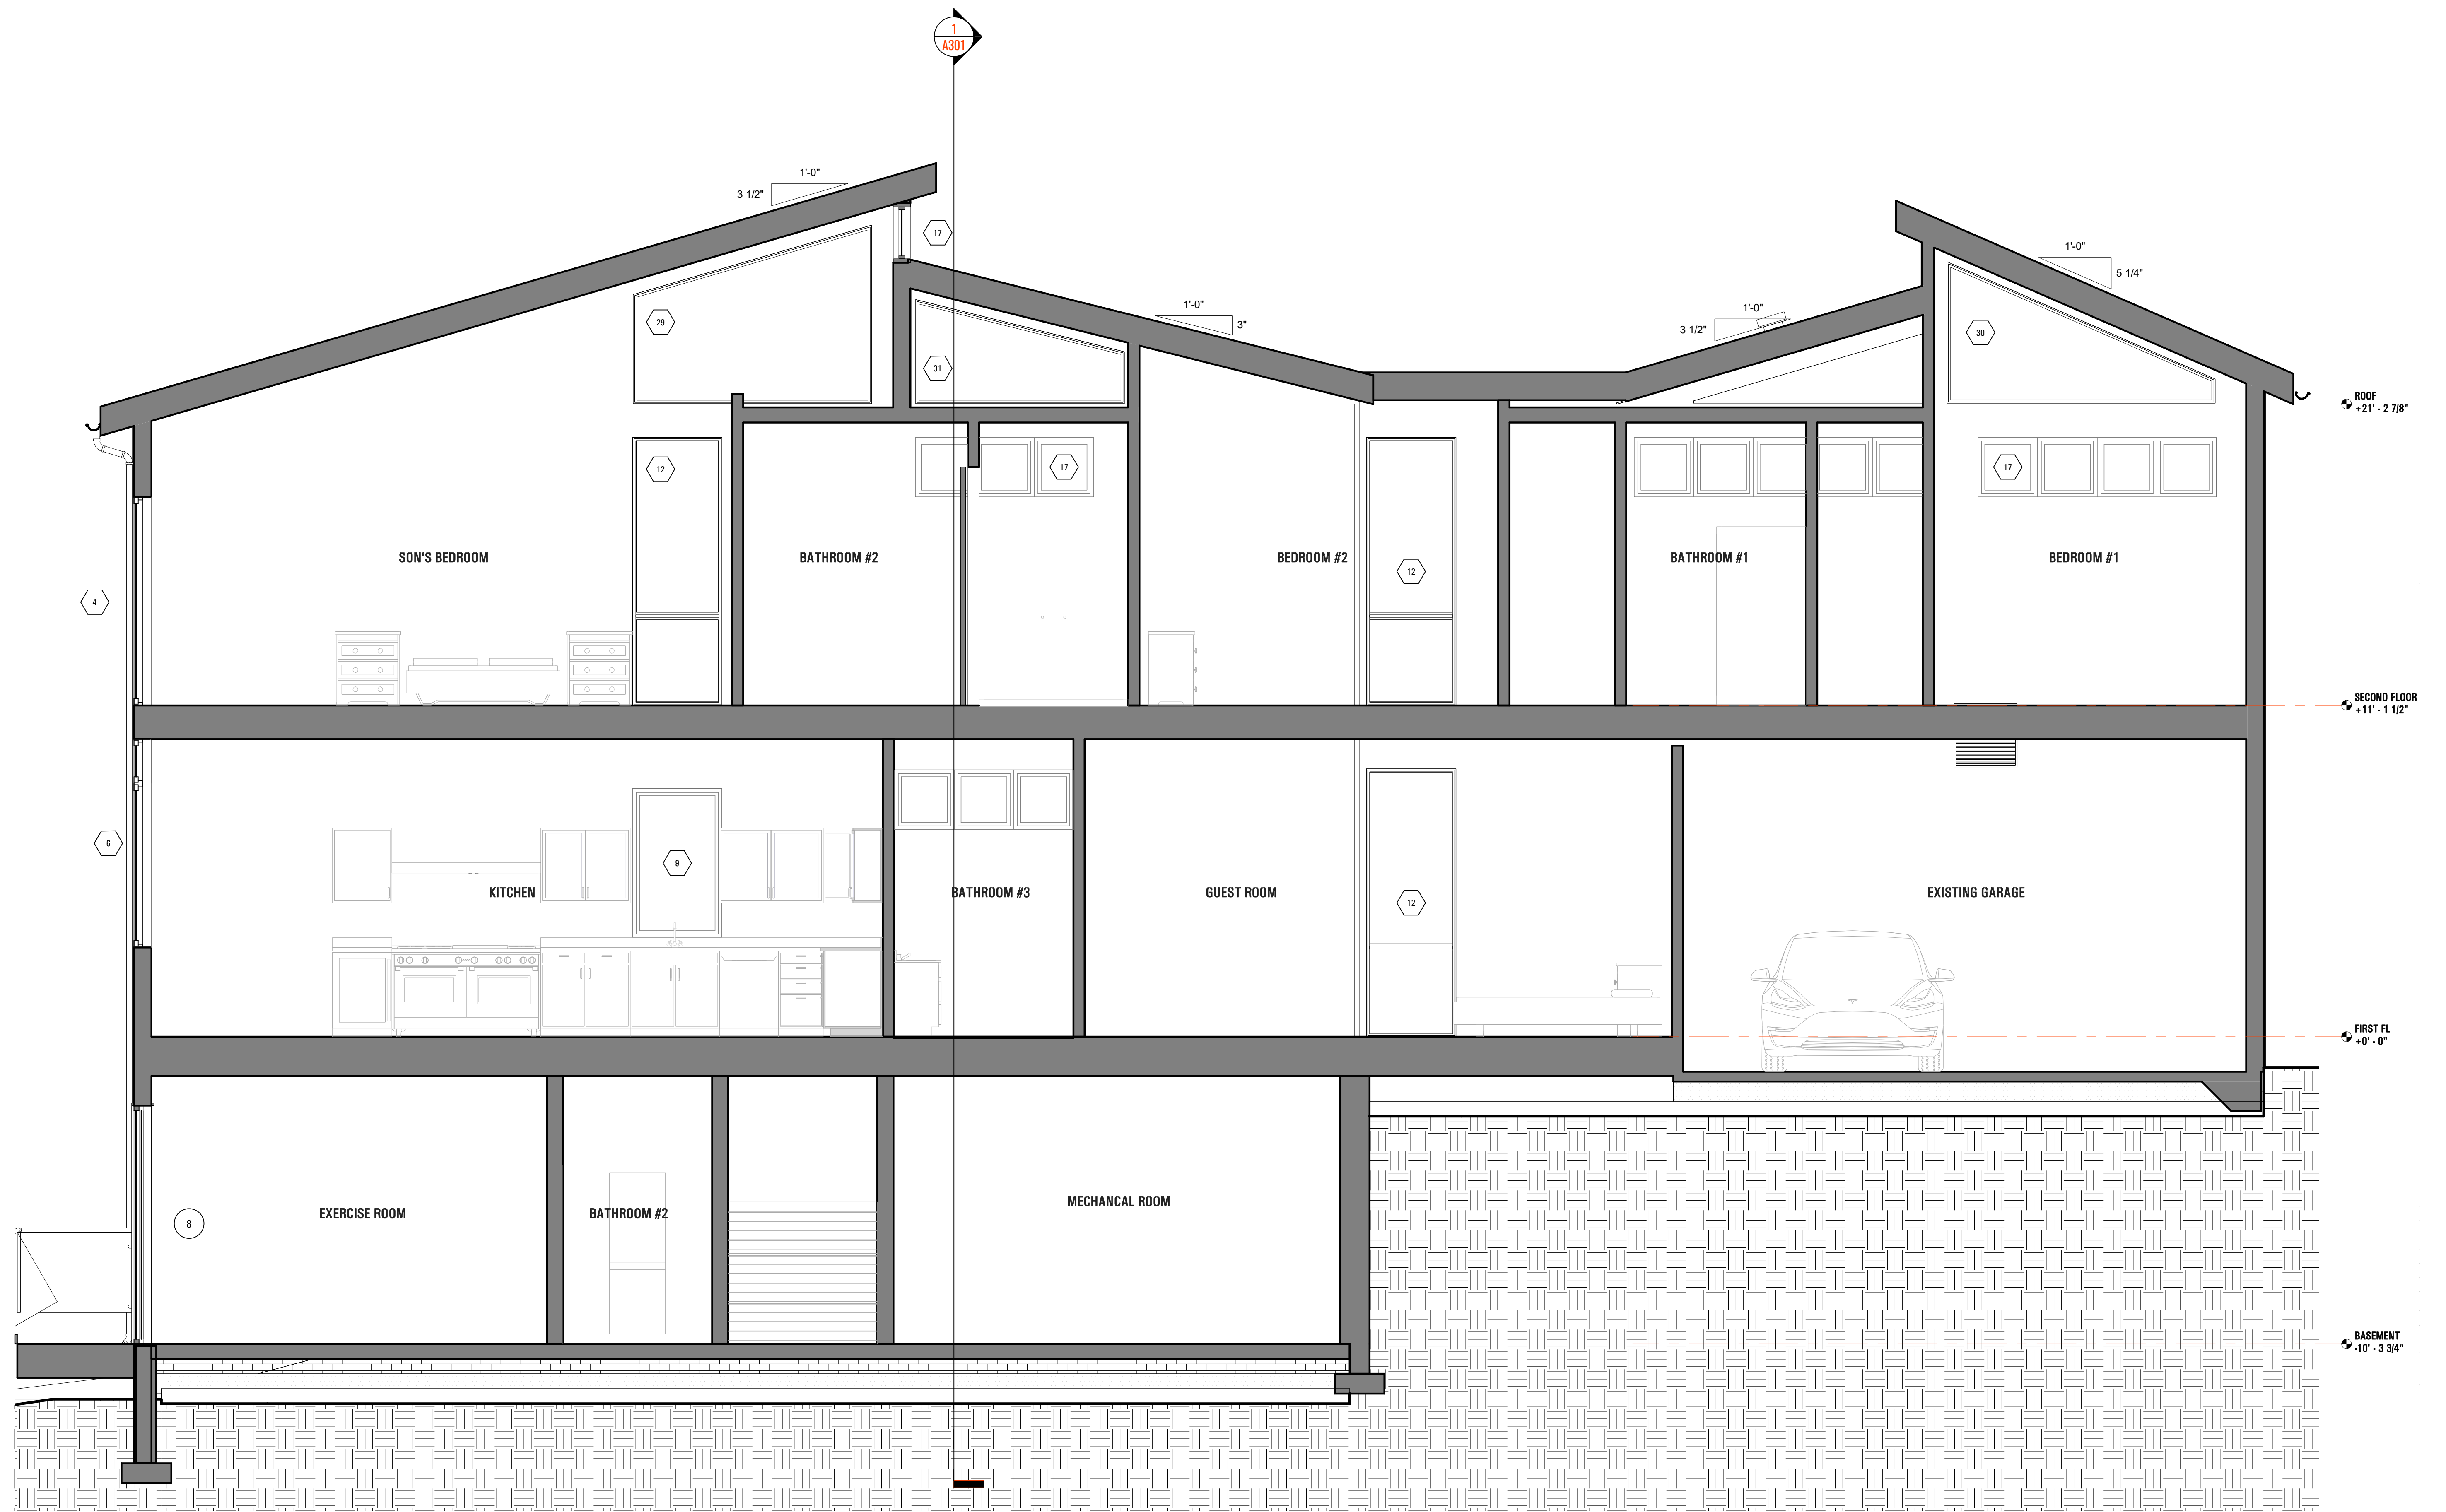 1
A301
1'-0"
3 1/2"
17
1'-0"
5 1/4"
1'-0"
3"
1'-0"
3 1/2"
29
31
30
ROOF
+21' - 2 7/8"
12
17
17
SON'S BEDROOM
BATHROOM #2
BEDROOM #2
12
BATHROOM #1
BEDROOM #1
4
SECOND FLOOR
+11' - 1 1/2"
6
9
KITCHEN
BATHROOM #3
GUEST ROOM
12
EXISTING GARAGE
FIRST FL
+0' - 0"
8
EXERCISE ROOM
BATHROOM #2
MECHANCAL ROOM
BASEMENT
-10' - 3 3/4"